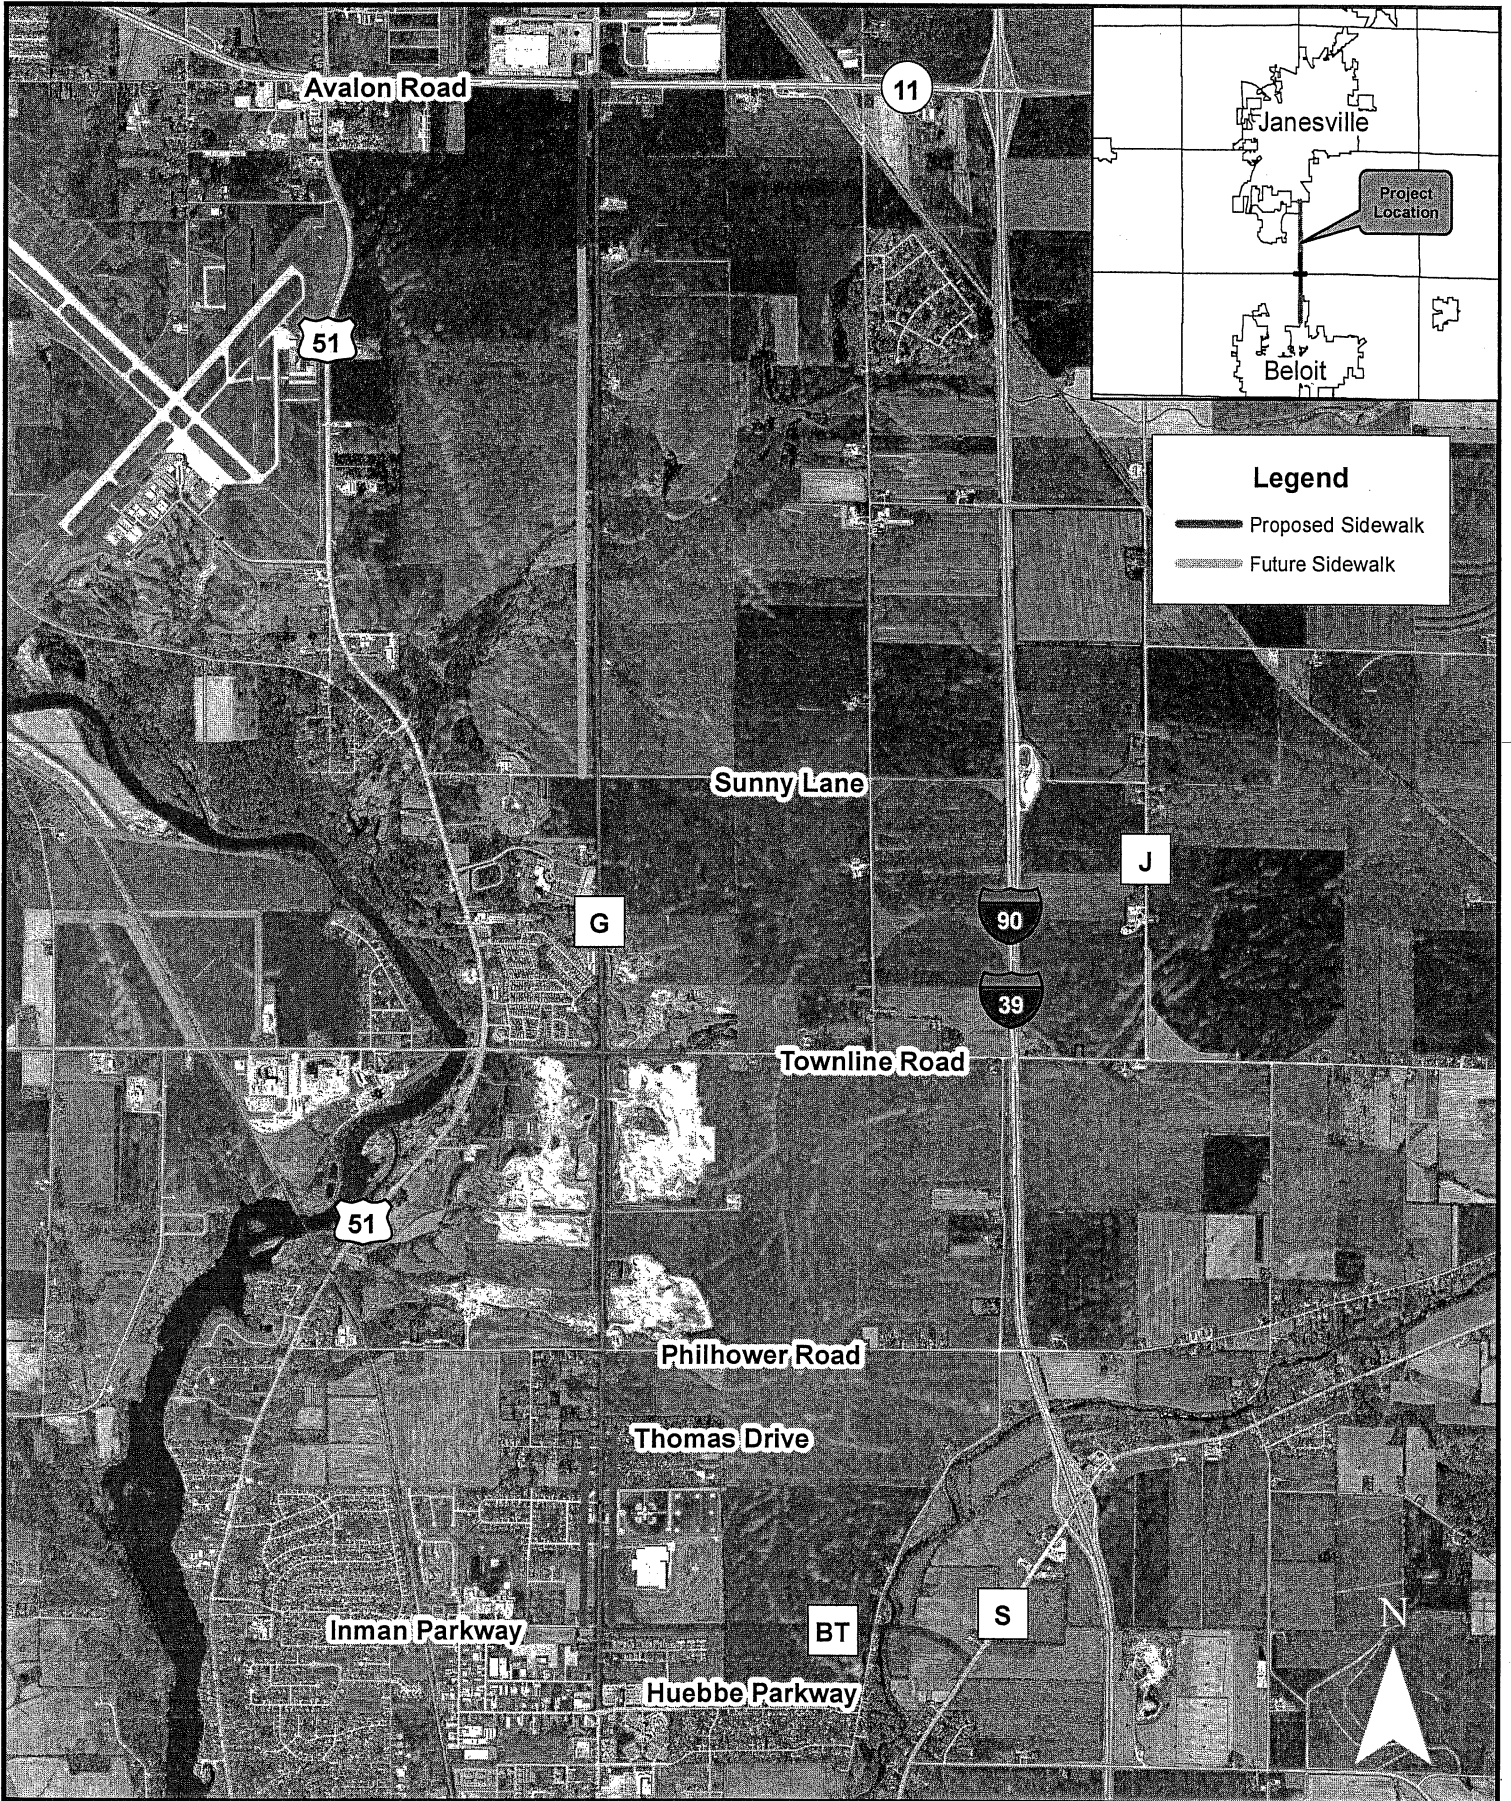 Avalon Road
11
Janesville
Project
Location
51
Beloit
Legend
Proposed Sidewalk
Future Sidewalk
Sunny Lane
J
G
90
39
Townline Road
51
Philhower Road
Thomas Drive
N
S
BT
Inman Parkway
Huebbe Parkway